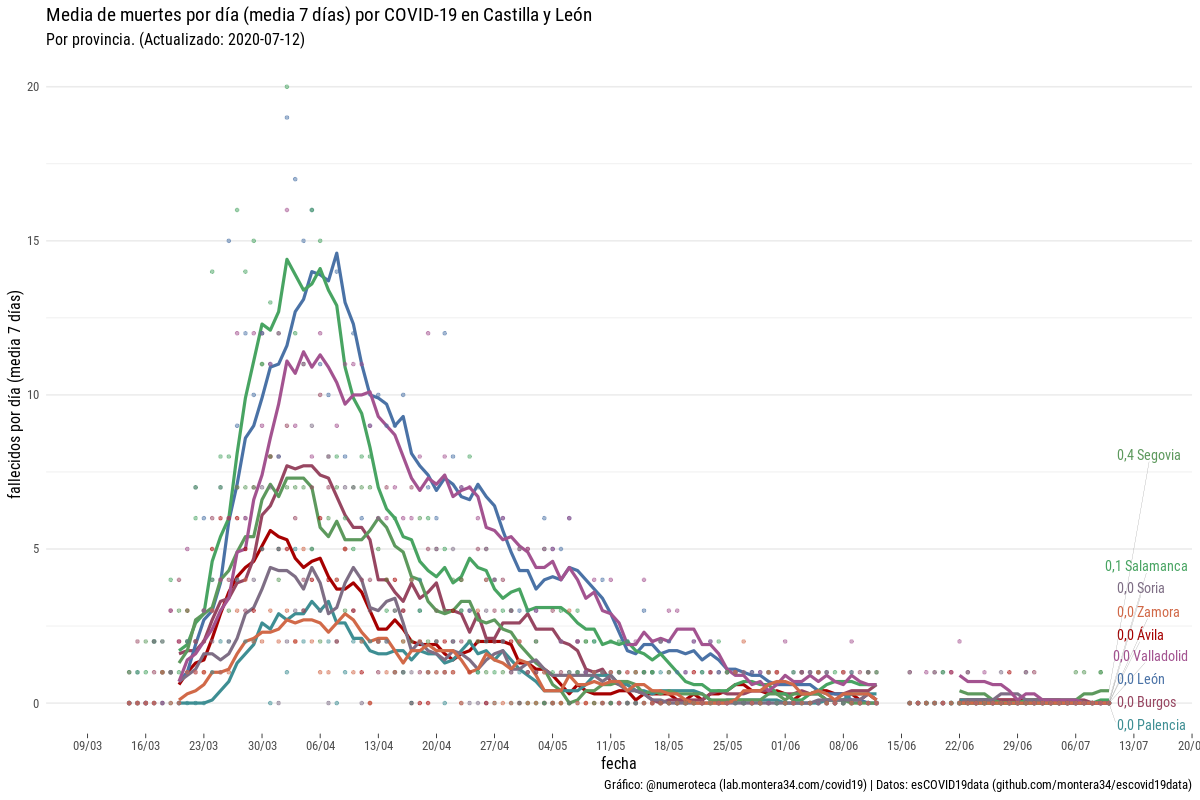 Media de muertes por día (media 7 días) por COVID-19 en Castilla y León
Por provincia. (Actualizado: 2020-07-12)
fallecidos por día (media 7 días)
20
15
10
5
0
0,4 Segovia
0,1 Salamanca
0,0 Soria
0,0 Zamora
0,0 Ávila
0,0 Valladolid
0,0 León
0,0 Burgos
0,0 Palencia
09/03 16/03 23/03 30/03 06/04 13/04 20/04 27/04 04/05 11/05 18/05 25/05 01/06 08/06 15/06 22/06 29/06 06/07 13/07 20/0
fecha
Gráfico: @numeroteca (lab.montera34.com/covid19) | Datos: esCOVID19data (github.com/montera34/escovid19data)